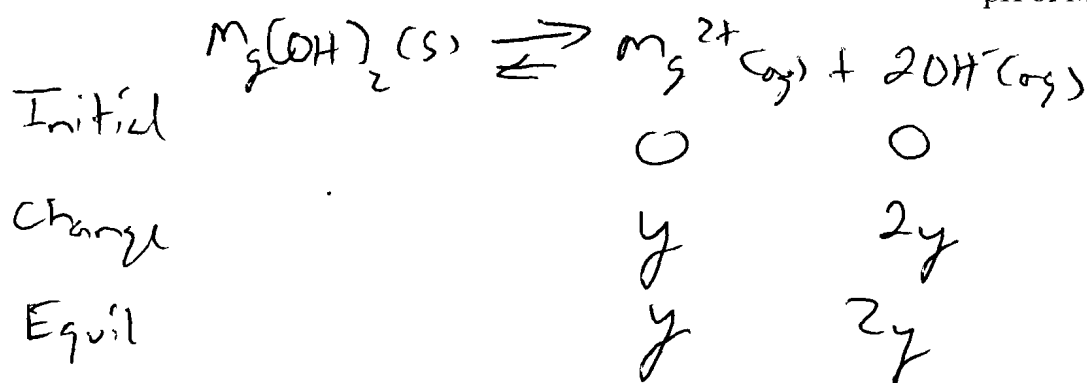 Mg(OH)₂ (s) ⇌ Mg²⁺ (aq) + 2OH⁻ (aq)
Initial 0 0
Change y 2y
Equil y 2y